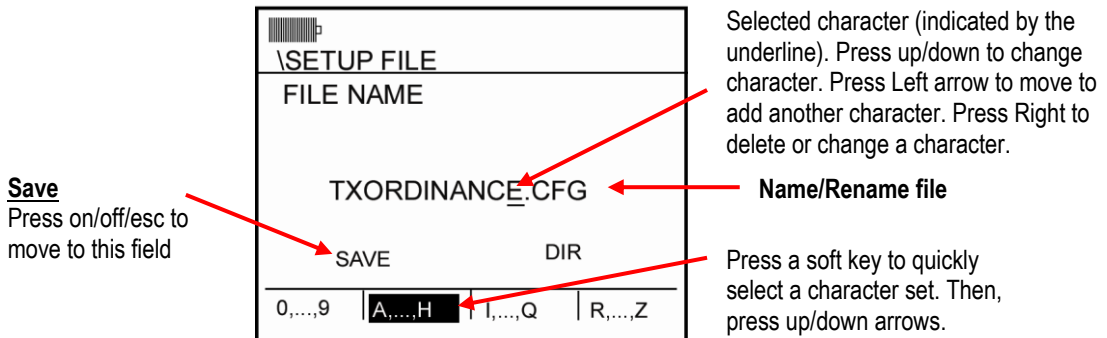 Selected character (indicated by the
underline). Press up/down to change
character. Press Left arrow to move to
add another character. Press Right to
delete or change a character.
\SETUP FILE
FILE NAME
Save
Press on/off/esc to
move to this field
TXORDINANCE.CFG
Name/Rename file
SAVE
DIR
Press a soft key to quickly
select a character set. Then,
press up/down arrows.
0,...,9
A,...,H
I,...,Q
R,...,Z